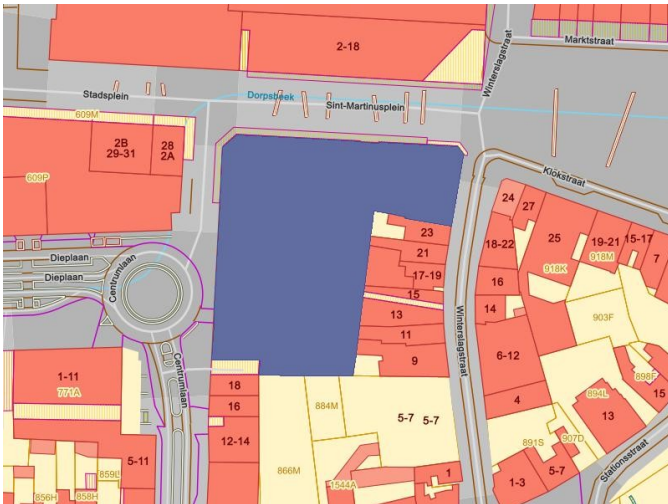 2-18
Marktstraat
Winterslagstraat
Stadsplein
Dorpsbeek
Sint-Martinusplein
609M
2B
29-31
28
2A
609P
Klokstraat
24
27
23
25
19-21
15-17
918M
7
918K
18-22
21
17-19
16
15
Dieplaan
Dieplaan
Centrumlaan
13
14
903F
Winterslagstraat
11
9
6-12
Centrumlaan
1-11
771A
18
16
884M
4
5-7
5-7
898F
894L
15
13
12-14
891S
907D
5-11
859L
866M
1
1-3
5-7
Stationsstraat
1544A
856H
858H